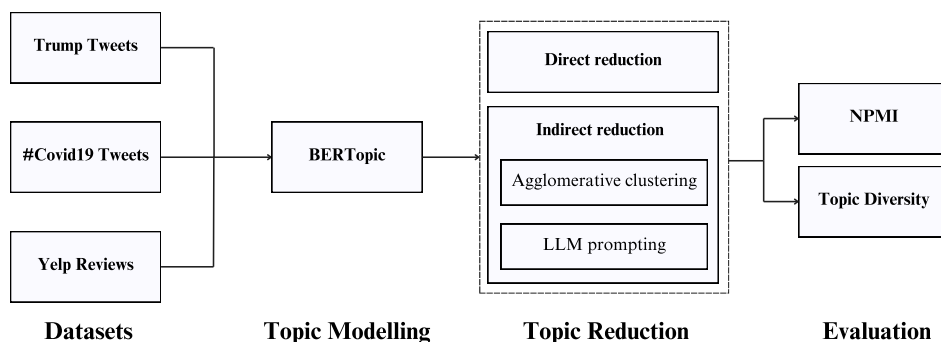 Trump Tweets
#Covid19 Tweets
Yelp Reviews
Datasets
BERTopic
Topic Modelling
Direct reduction
Indirect reduction
Agglomerative clustering
LLM prompting
Topic Reduction
NPMI
Topic Diversity
Evaluation